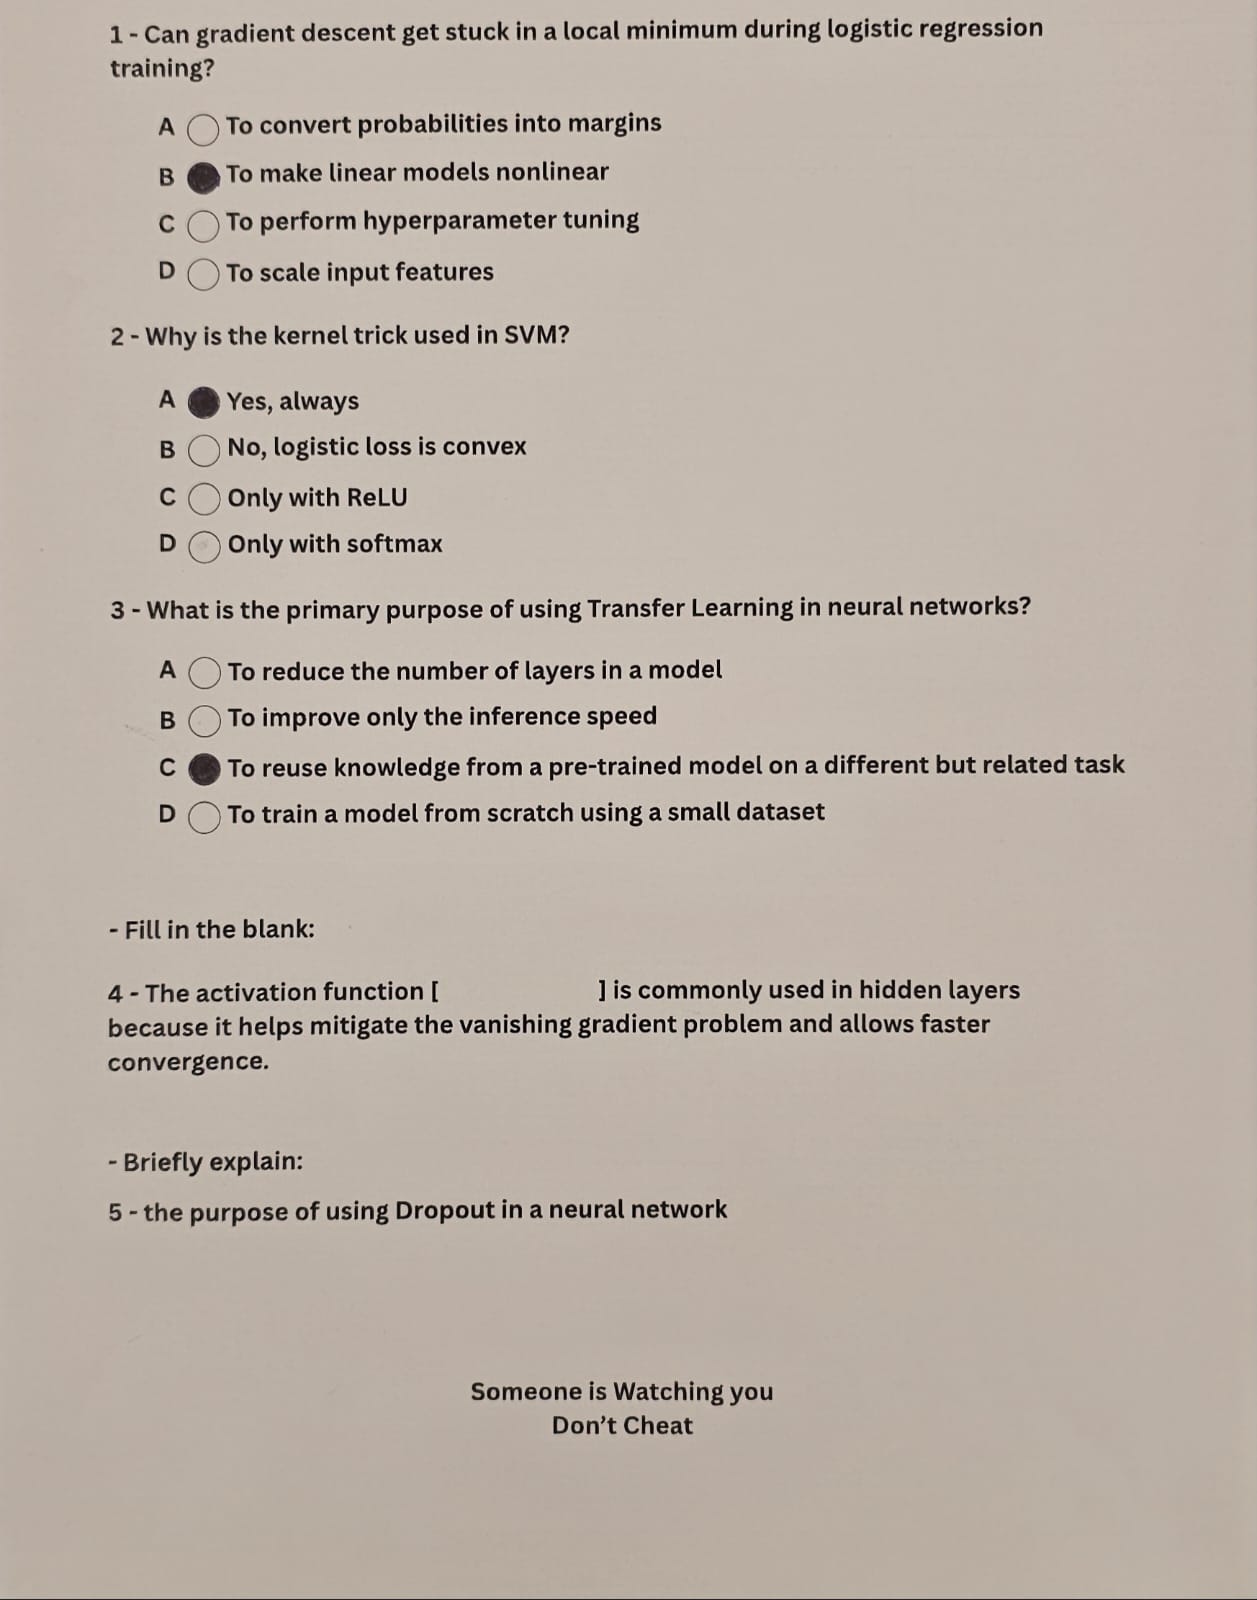 1 - Can gradient descent get stuck in a local minimum during logistic regression
training?
A To convert probabilities into margins
B To make linear models nonlinear
C To perform hyperparameter tuning
D To scale input features
2 - Why is the kernel trick used in SVM?
A Yes, always
B No, logistic loss is convex
C Only with ReLU
D Only with softmax
3 - What is the primary purpose of using Transfer Learning in neural networks?
A To reduce the number of layers in a model
B To improve only the inference speed
C To reuse knowledge from a pre-trained model on a different but related task
D To train a model from scratch using a small dataset
- Fill in the blank:
4 - The activation function [ ] is commonly used in hidden layers
because it helps mitigate the vanishing gradient problem and allows faster
convergence.
- Briefly explain:
5 - the purpose of using Dropout in a neural network
Someone is Watching you
Don't Cheat